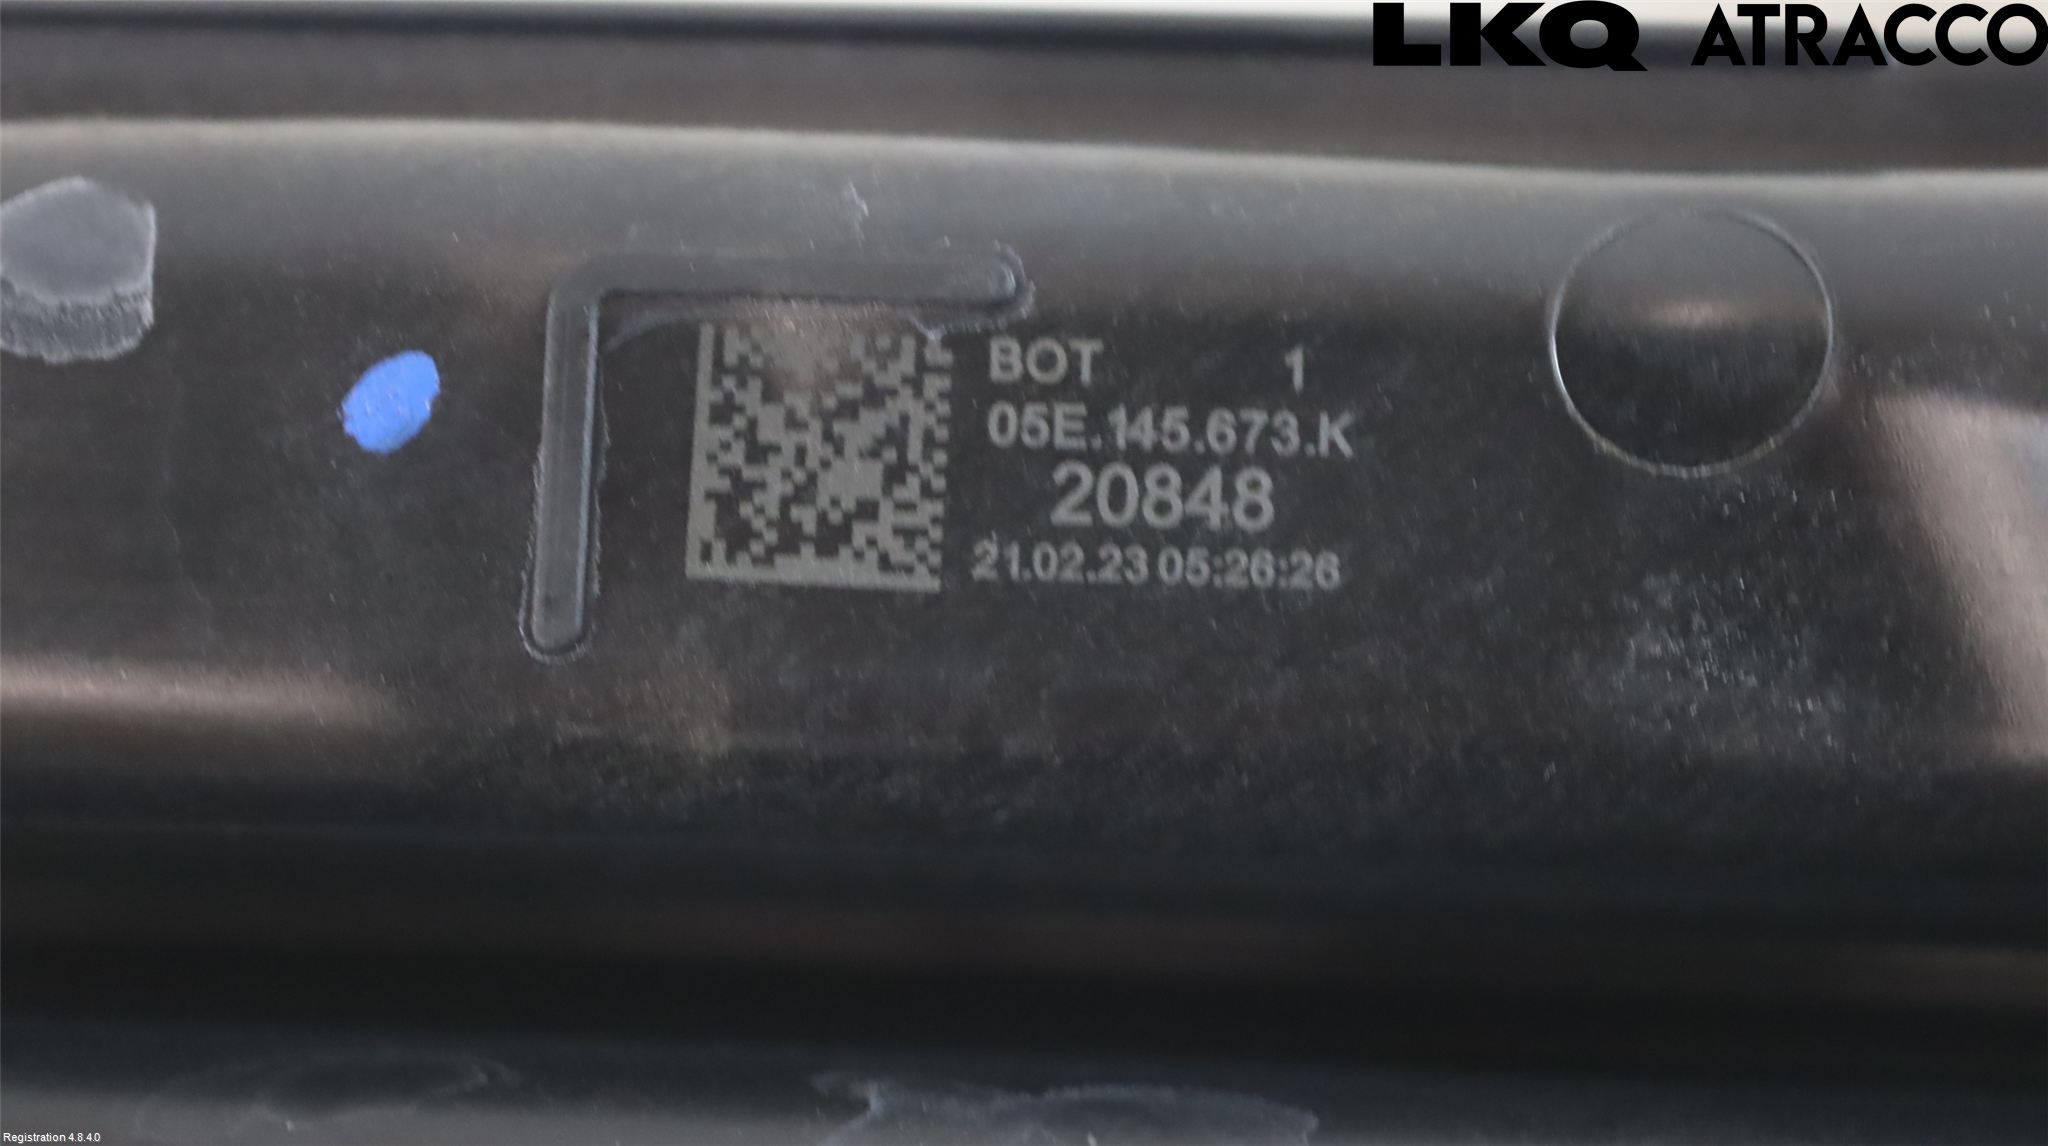 LKQ ATRACCO
BOT 1
05E.145.673.K
20848
21.02.23 05:26:26
Registration 4.8.4.0